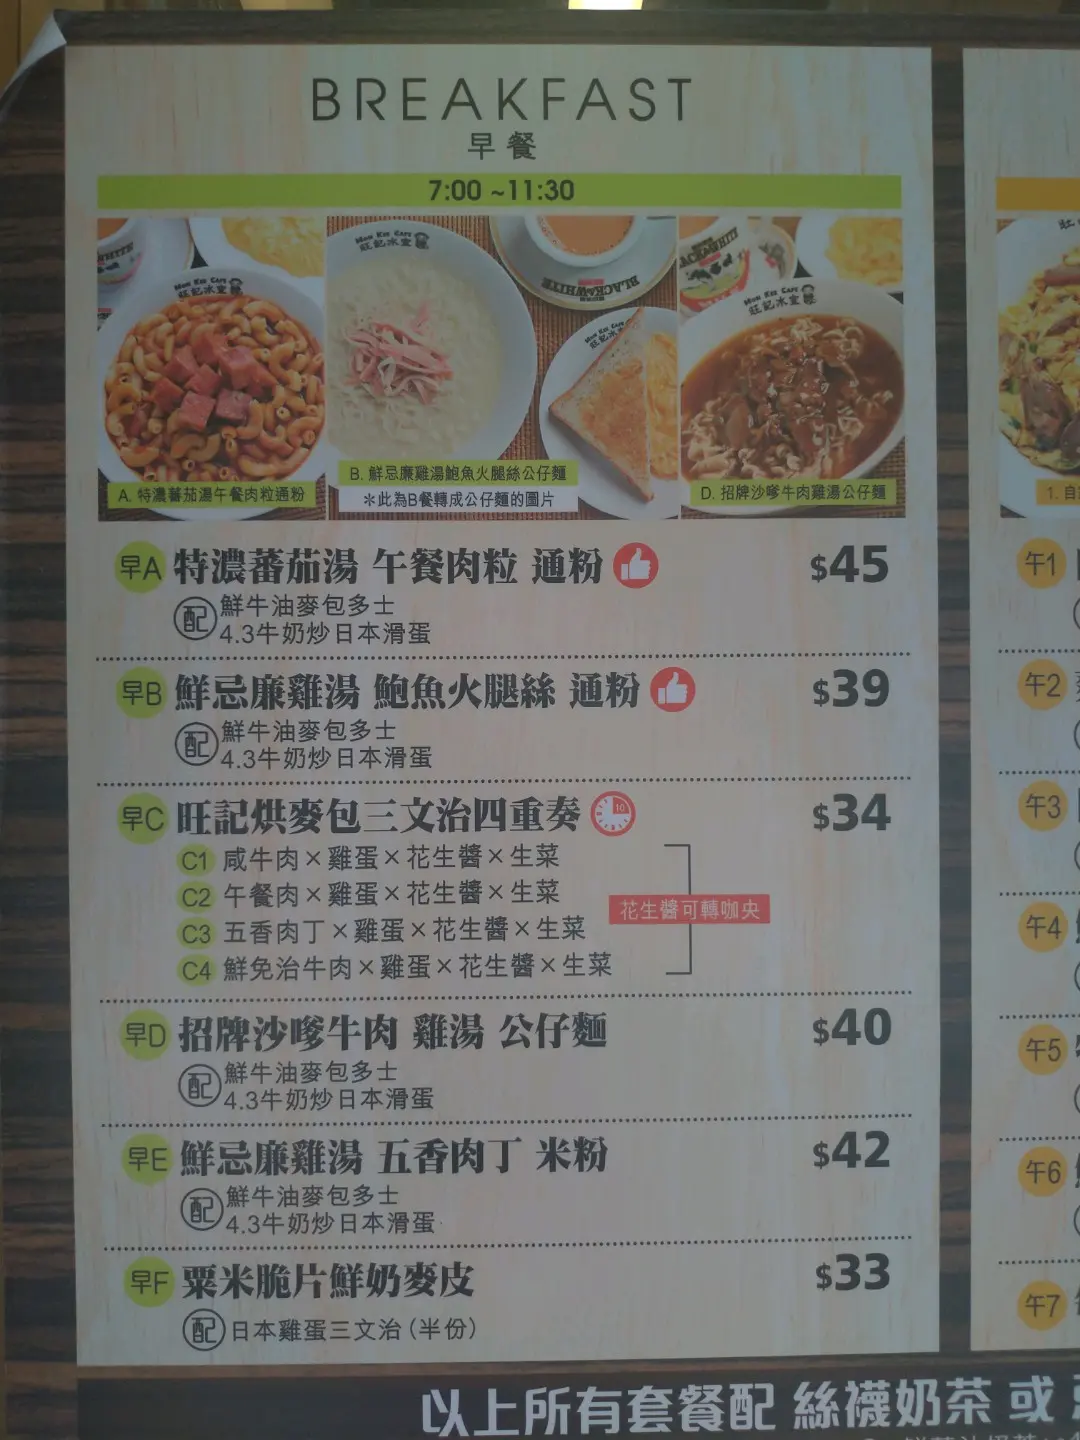 BREAKFAST
早餐
7:00 ~11:30
A. 特濃蕃茄湯午餐肉粒通粉
B. 鮮忌廉雞湯鮑魚火腿絲公仔麵
＊此為B餐轉成公仔麵的圖片
D. 招牌沙嗲牛肉雞湯公仔麵
早A 特濃蕃茄湯 午餐肉粒 通粉 $45
配 鮮牛油麥包多士
4.3牛奶炒日本滑蛋
早B 鮮忌廉雞湯 鮑魚火腿絲 通粉 $39
配 鮮牛油麥包多士
4.3牛奶炒日本滑蛋
早C 旺記烘麥包三文治四重奏 10 $34
C1 咸牛肉×雞蛋×花生醬×生菜
C2 午餐肉×雞蛋×花生醬×生菜
C3 五香肉丁×雞蛋×花生醬×生菜
C4 鮮免治牛肉×雞蛋×花生醬×生菜
花生醬可轉咖央
早D 招牌沙嗲牛肉 雞湯 公仔麵 $40
配 鮮牛油麥包多士
4.3牛奶炒日本滑蛋
早E 鮮忌廉雞湯 五香肉丁 米粉 $42
配 鮮牛油麥包多士
4.3牛奶炒日本滑蛋
早F 粟米脆片鮮奶麥皮 $33
配 日本雞蛋三文治(半份)
以上所有套餐配 絲襪奶茶 或
1. 自
午1
午2
午3
午4
午5
午6
午7